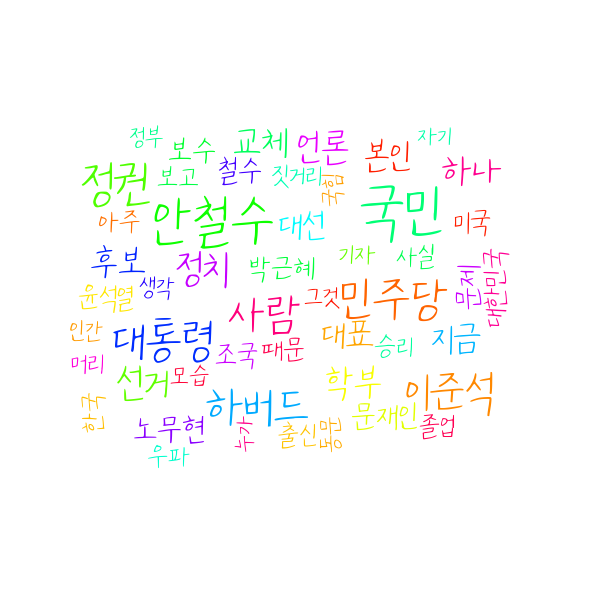 정부
보수
교체
언론
본인
자기
정권
보고
철수
짓거리
국힘
하나
아주
안철수
대선
국민
미국
후보
생각
정치
박근혜
기자
사실
문제
대한민국
윤석열
사람
그것
민주당
인간
대통령
조국
때문
대표
승리
지금
머리
선거
모습
하버드
학부
이준석
한국
노무현
누가
출신
문재인
졸업
우파